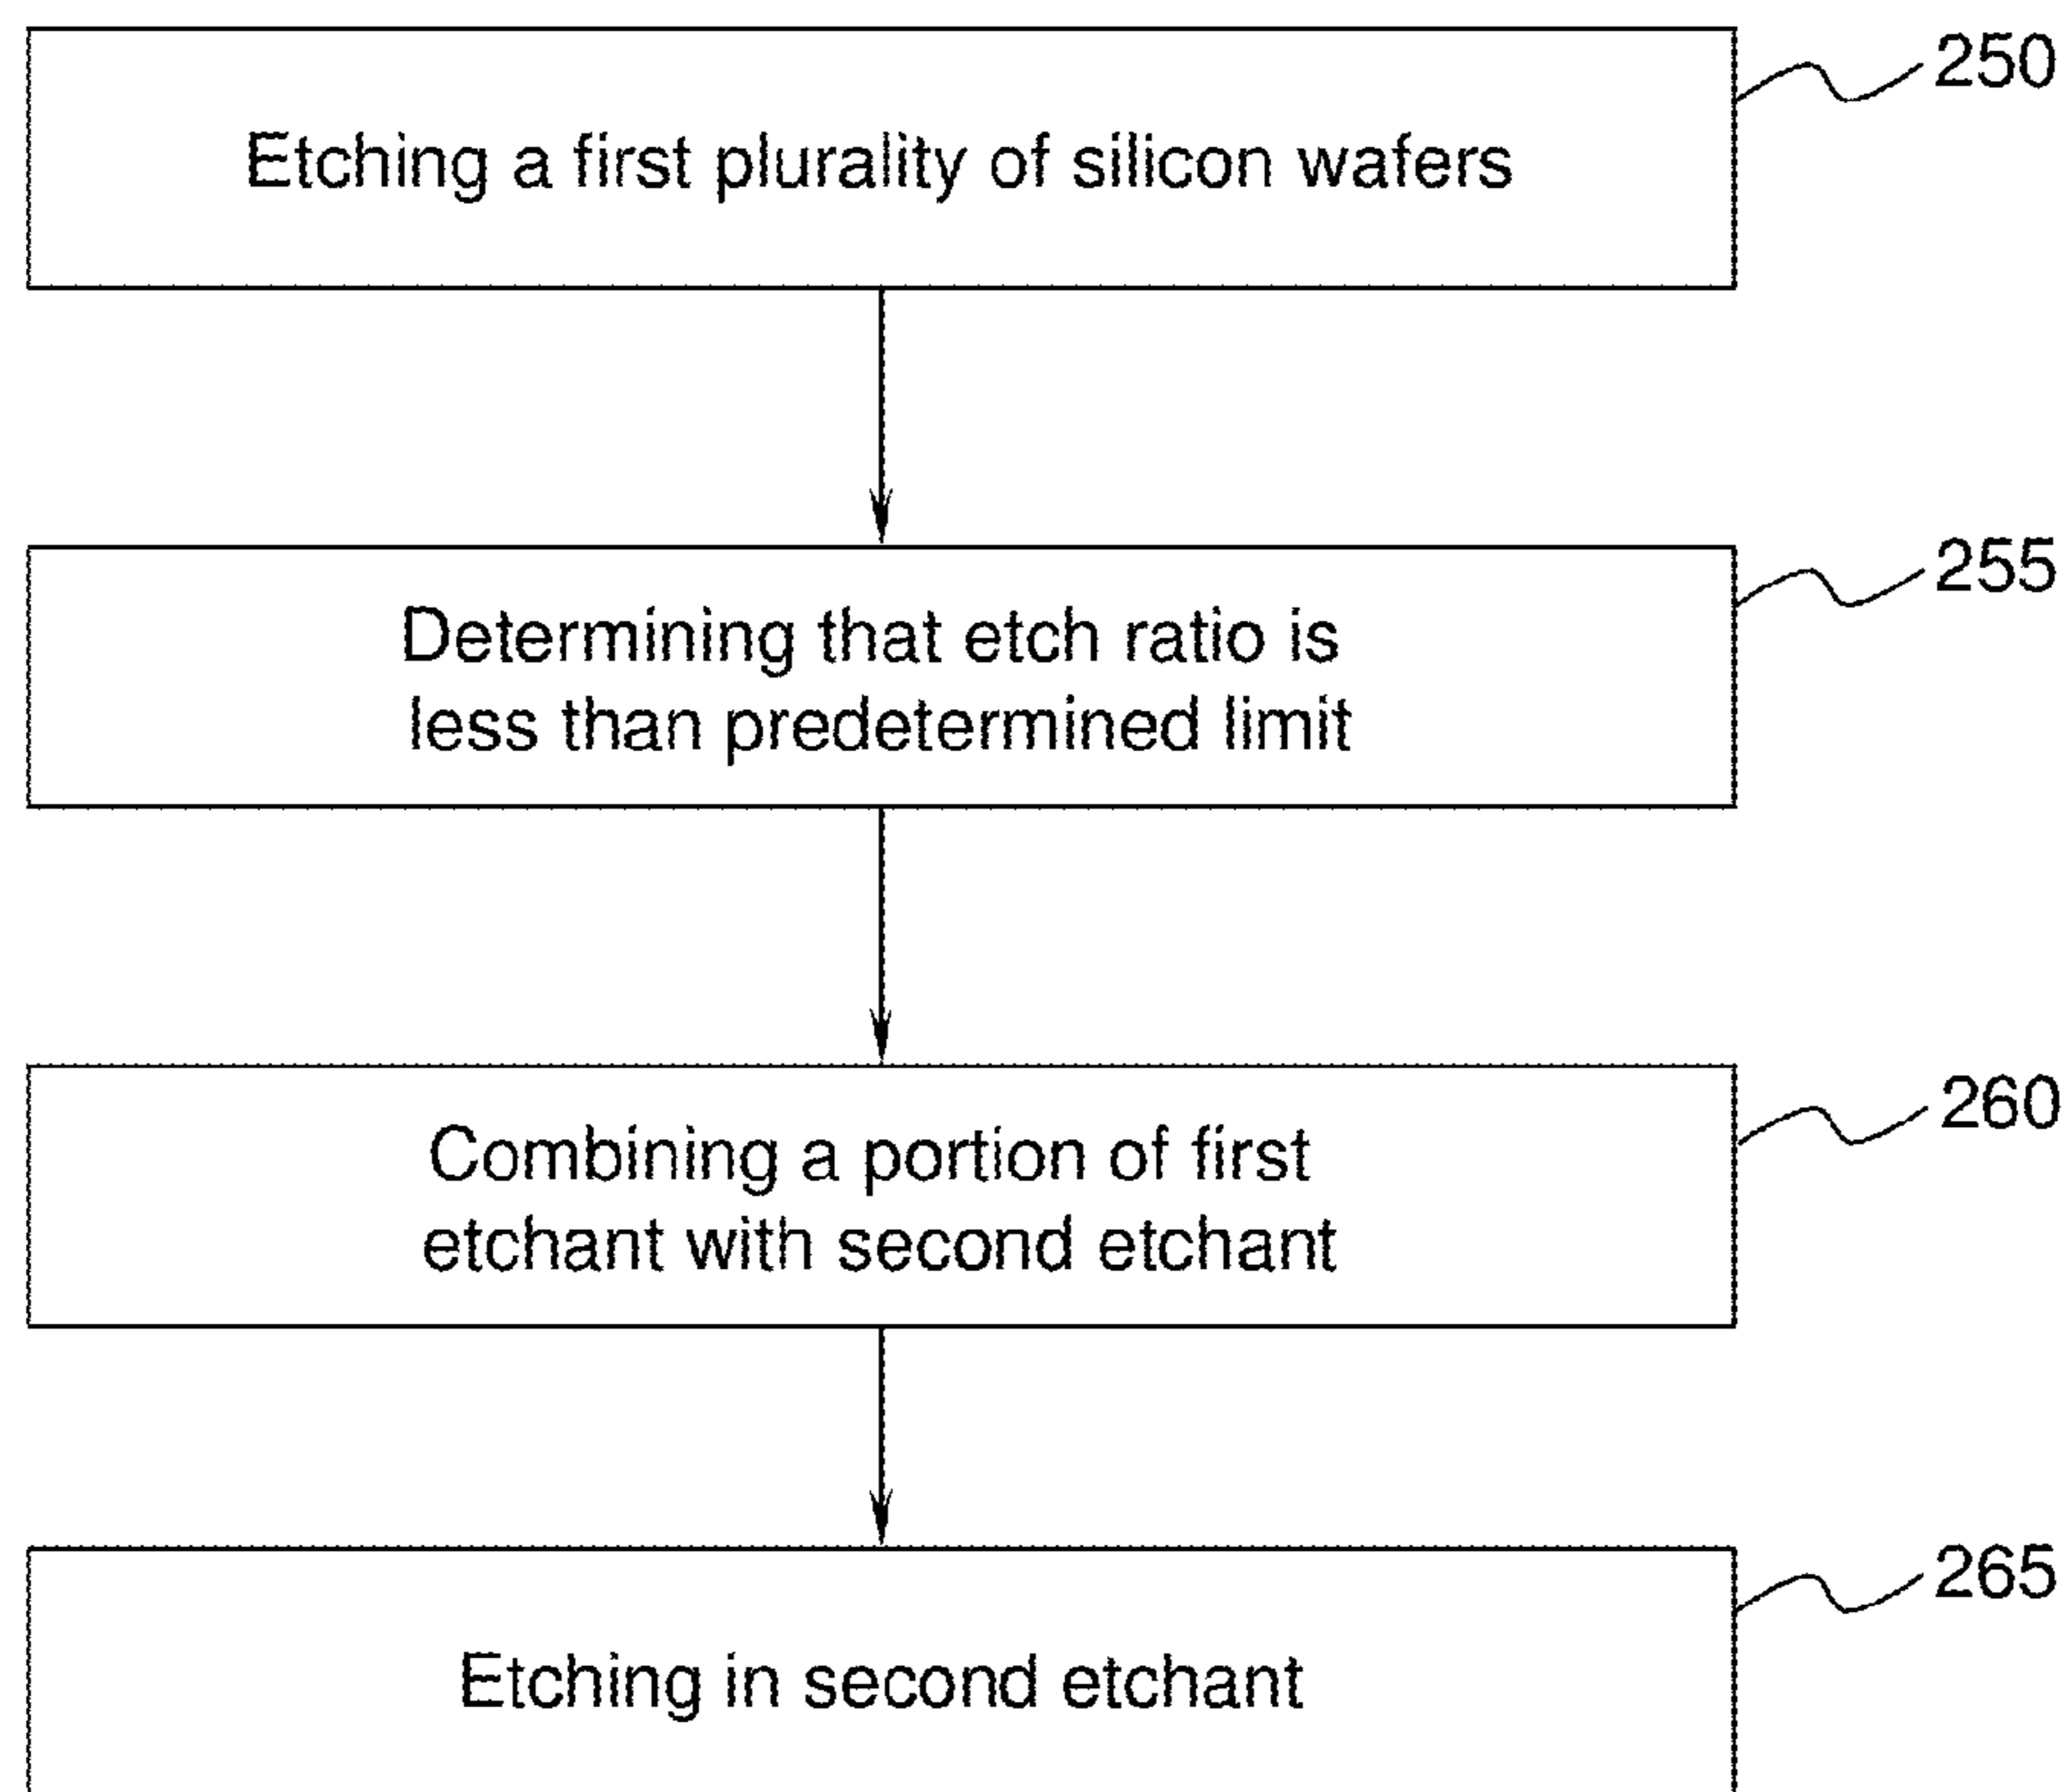 250
Etching a first plurality of silicon wafers
255
Determining that etch ratio is
less than predetermined limit
260
Combining a portion of first
etchant with second etchant
265
Etching in second etchant